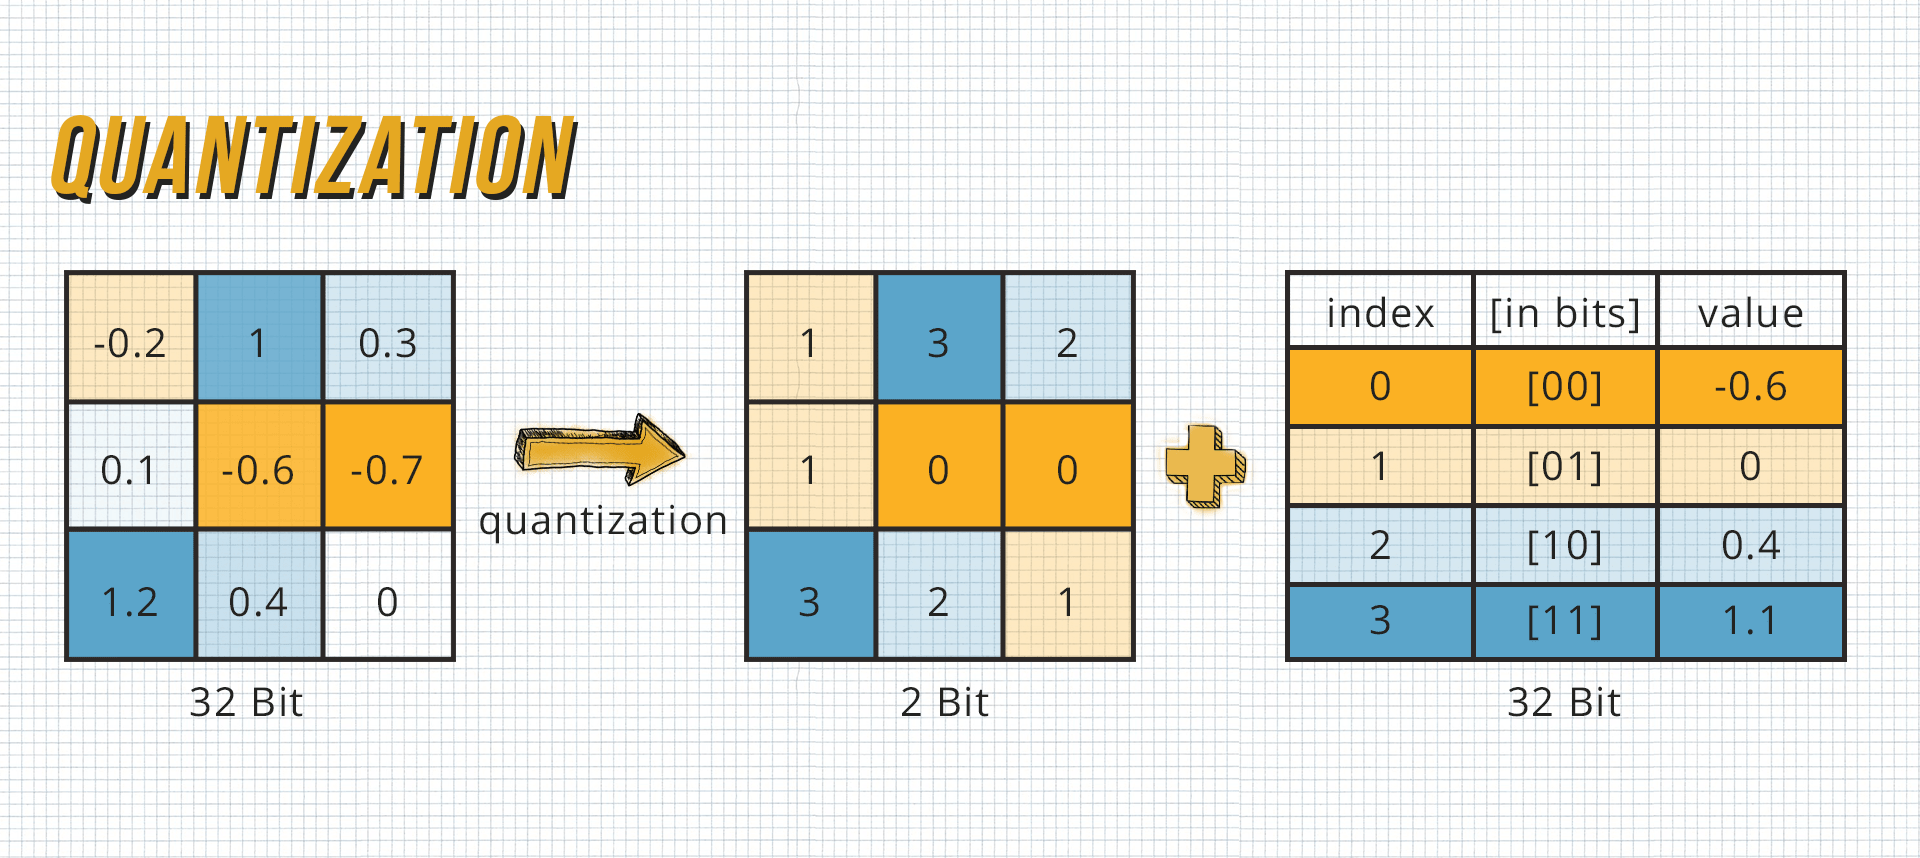 QUANTIZATION
-0.2 1 0.3
0.1 -0.6 -0.7
1.2 0.4 0
32 Bit
quantization
1 3 2
1 0 0
3 2 1
2 Bit
index [in bits] value
0 [00] -0.6
1 [01] 0
2 [10] 0.4
3 [11] 1.1
32 Bit